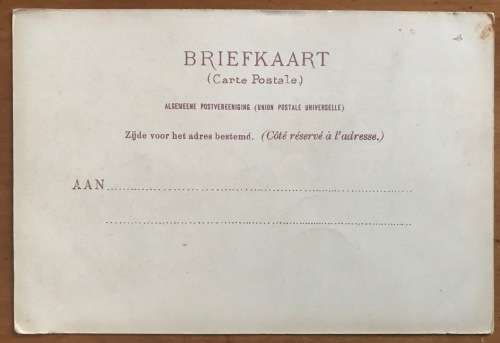 BRIEFKAART
(Carte Postale.)
ALGEMEENE POSTVEREENIGING (UNION POSTALE UNIVERSELLE)
Zijde voor het adres bestemd. (Côté réservé à l'adresse.)
AAN